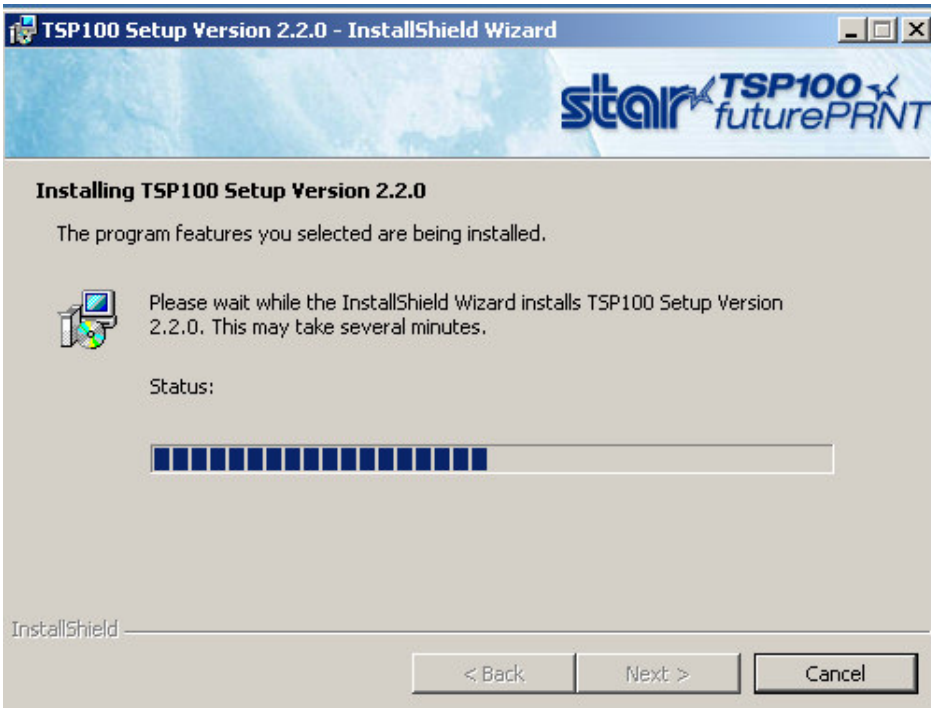 TSP100 Setup Version 2.2.0 - InstallShield Wizard
star TSP100
futurePRNT
Installing TSP100 Setup Version 2.2.0
The program features you selected are being installed.
Please wait while the InstallShield Wizard installs TSP100 Setup Version
2.2.0. This may take several minutes.
Status:
InstallShield
< Back Next > Cancel